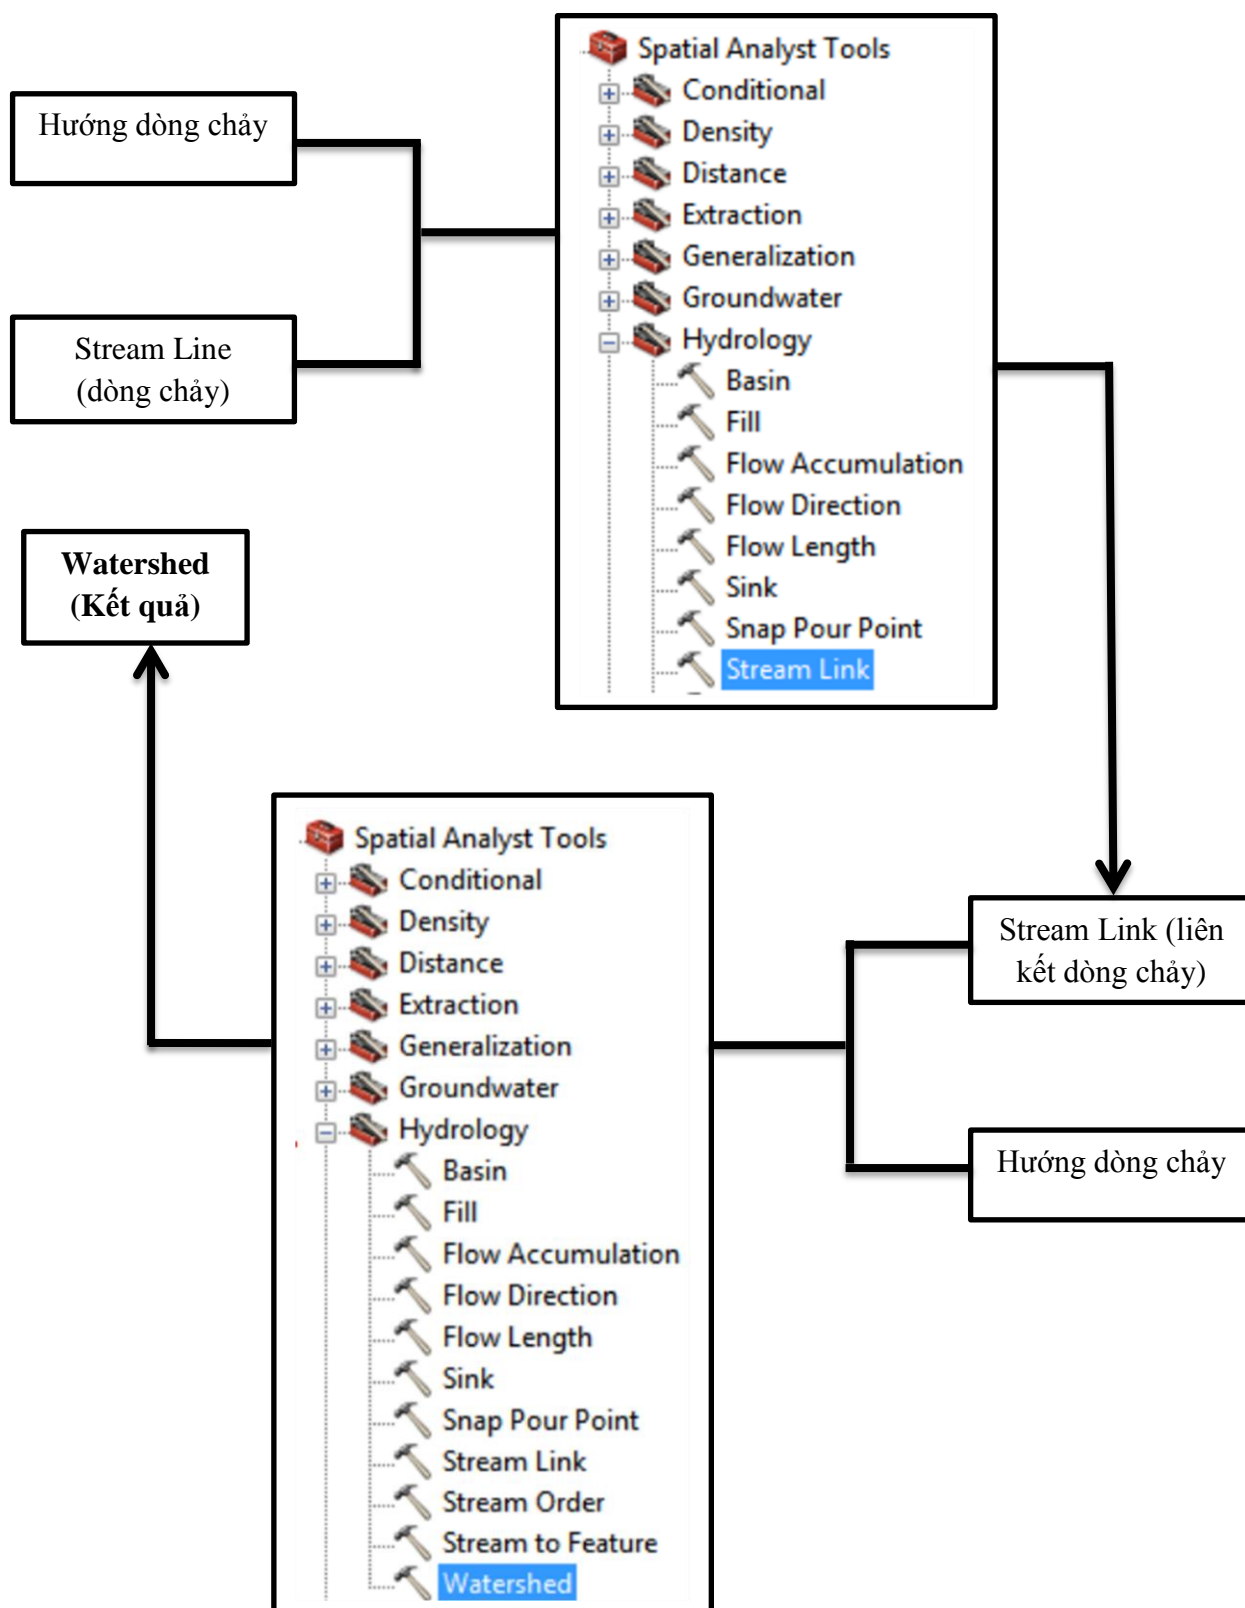 Hướng dòng chảy
Stream Line
(dòng chảy)
Spatial Analyst Tools
Conditional
Density
Distance
Extraction
Generalization
Groundwater
Hydrology
Basin
Fill
Flow Accumulation
Flow Direction
Flow Length
Sink
Snap Pour Point
Stream Link
Watershed
(Kết quả)
Spatial Analyst Tools
Conditional
Density
Distance
Extraction
Generalization
Groundwater
Hydrology
Basin
Fill
Flow Accumulation
Flow Direction
Flow Length
Sink
Snap Pour Point
Stream Link
Stream Order
Stream to Feature
Watershed
Stream Link (liên
kết dòng chảy)
Hướng dòng chảy